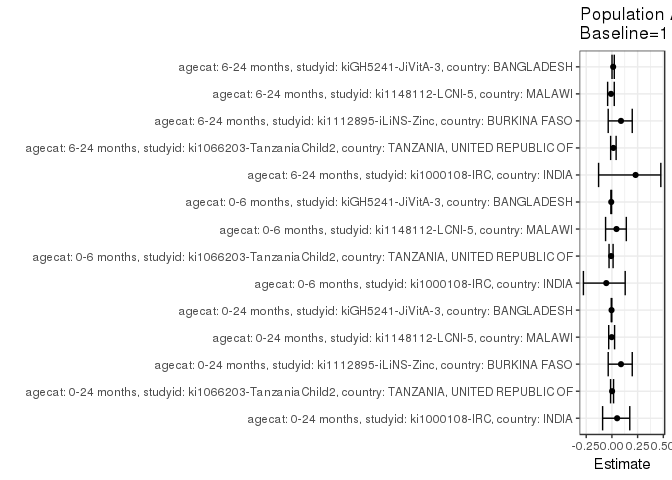 Population
Baseline=1
agecat: 6-24 months, studyid: kiGH5241-JiVitA-3, country: BANGLADESH
agecat: 6-24 months, studyid: ki1148112-LCNI-5, country: MALAWI
agecat: 6-24 months, studyid: ki1112895-iLiNS-Zinc, country: BURKINA FASO
agecat: 6-24 months, studyid: ki1066203-TanzaniaChild2, country: TANZANIA, UNITED REPUBLIC OF
agecat: 6-24 months, studyid: ki1000108-IRC, country: INDIA
agecat: 0-6 months, studyid: kiGH5241-JiVitA-3, country: BANGLADESH
agecat: 0-6 months, studyid: ki1148112-LCNI-5, country: MALAWI
agecat: 0-6 months, studyid: ki1066203-TanzaniaChild2, country: TANZANIA, UNITED REPUBLIC OF
agecat: 0-6 months, studyid: ki1000108-IRC, country: INDIA
agecat: 0-24 months, studyid: kiGH5241-JiVitA-3, country: BANGLADESH
agecat: 0-24 months, studyid: ki1148112-LCNI-5, country: MALAWI
agecat: 0-24 months, studyid: ki1112895-iLiNS-Zinc, country: BURKINA FASO
agecat: 0-24 months, studyid: ki1066203-TanzaniaChild2, country: TANZANIA, UNITED REPUBLIC OF
agecat: 0-24 months, studyid: ki1000108-IRC, country: INDIA
-0.25 0.00 0.25 0.50
Estimate